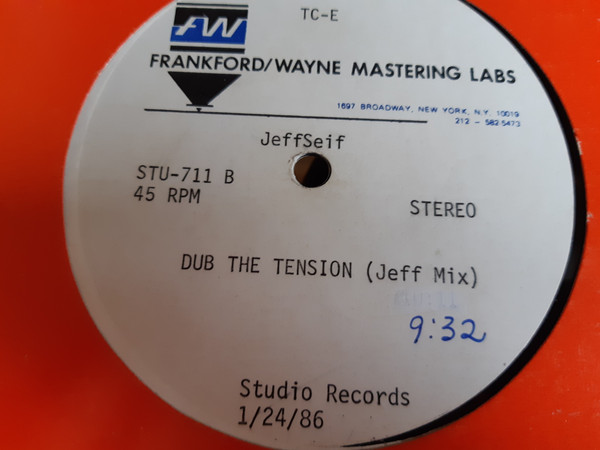 TC-E
FW
FRANKFORD/WAYNE MASTERING LABS
1697 BROADWAY, NEW YORK, N.Y. 10019
212 - 582-5473
JeffSeif
STU-711 B
45 RPM
STEREO
DUB THE TENSION (Jeff Mix)
9:32
Studio Records
1/24/86